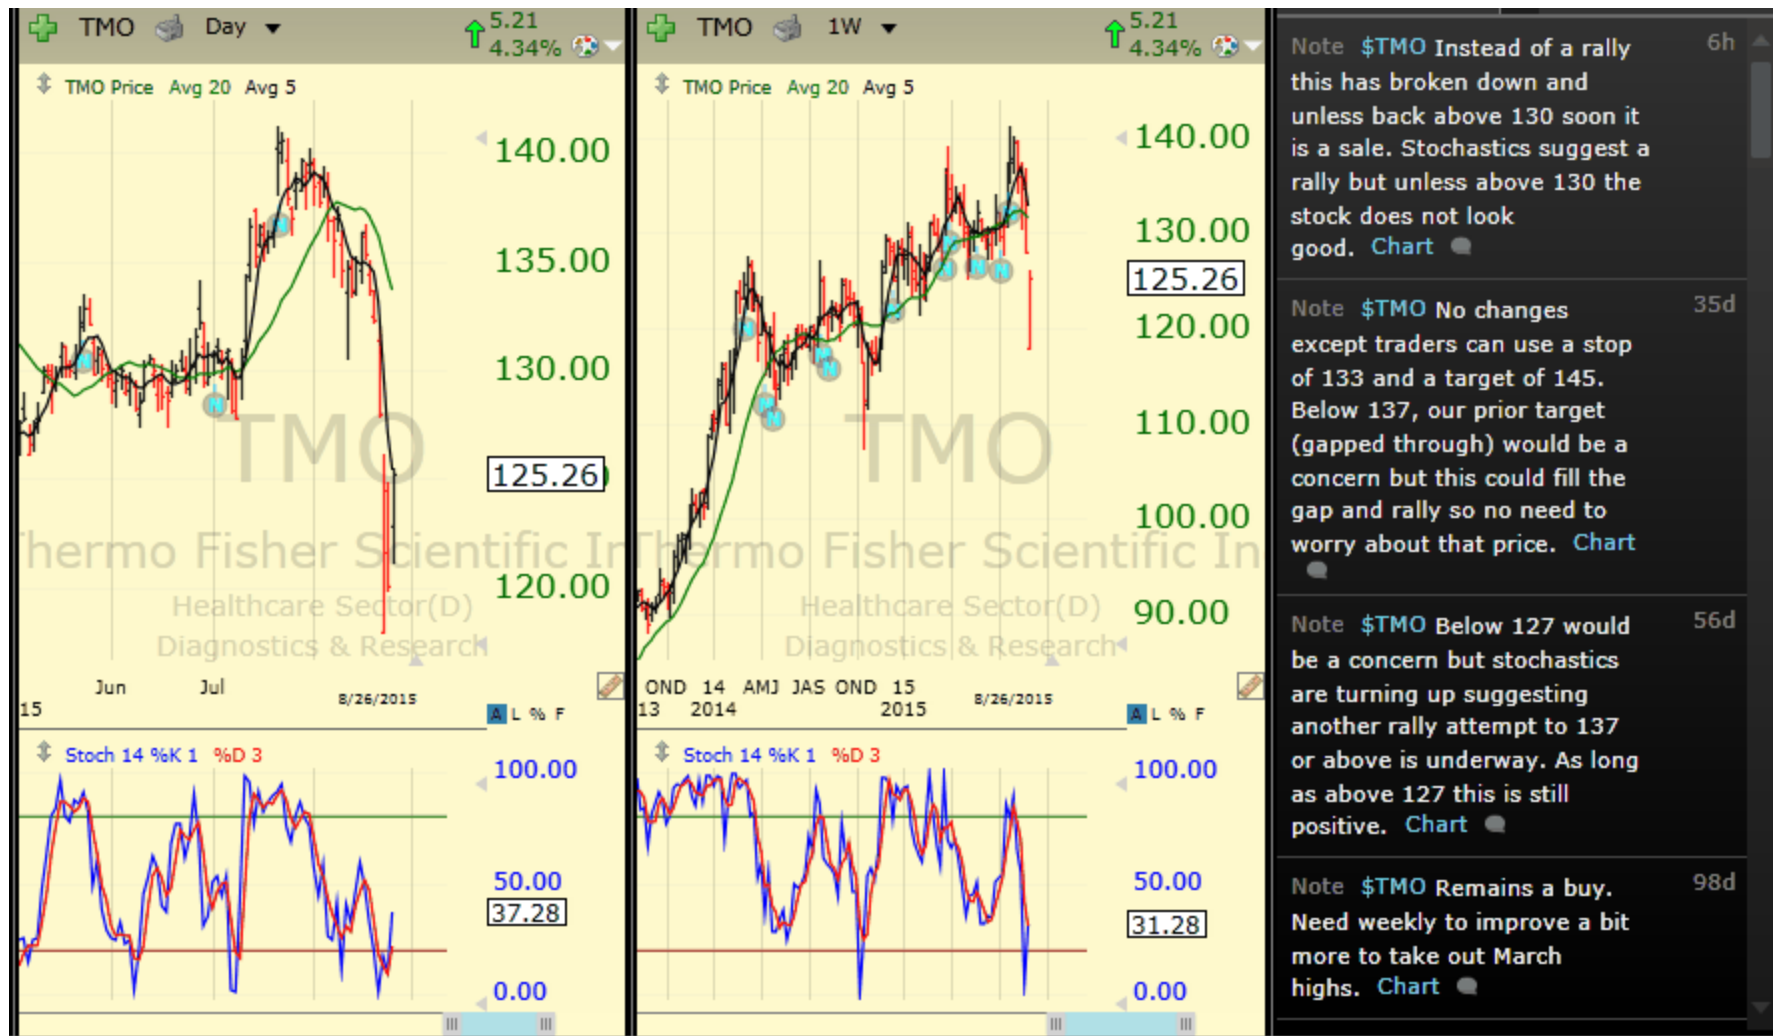 TMO Day 5.21
4.34%
TMO Price Avg 20 Avg 5
140.00
135.00
130.00
125.26
120.00
TMO
Thermo Fisher Scientific In
Healthcare Sector(D)
Diagnostics & Research
N
N
N
Jun Jul 8/26/2015
15
A L % F
Stoch 14 %K 1 %D 3
100.00
50.00
37.28
0.00
TMO 1W 5.21
4.34%
TMO Price Avg 20 Avg 5
140.00
130.00
125.26
120.00
110.00
100.00
90.00
TMO
Thermo Fisher Scientific In
Healthcare Sector(D)
Diagnostics & Research
N
N
N
N
N
N
N
N
N
N
N
OND 14 AMJ JAS OND 15 8/26/2015
13 2014 2015
A L % F
Stoch 14 %K 1 %D 3
100.00
50.00
31.28
0.00
Note $TMO Instead of a rally 6h
this has broken down and
unless back above 130 soon it
is a sale. Stochastics suggest a
rally but unless above 130 the
stock does not look
good. Chart
Note $TMO No changes 35d
except traders can use a stop
of 133 and a target of 145.
Below 137, our prior target
(gapped through) would be a
concern but this could fill the
gap and rally so no need to
worry about that price. Chart
Note $TMO Below 127 would 56d
be a concern but stochastics
are turning up suggesting
another rally attempt to 137
or above is underway. As long
as above 127 this is still
positive. Chart
Note $TMO Remains a buy. 98d
Need weekly to improve a bit
more to take out March
highs. Chart